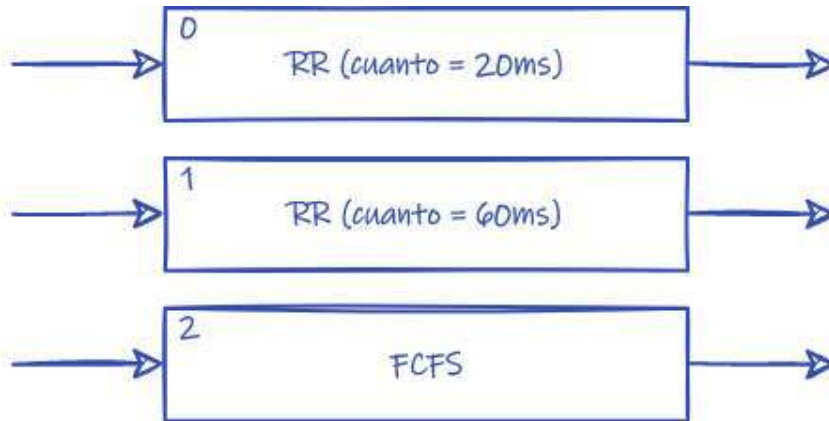 0
RR (cuanto = 20ms)
1
RR (cuanto = 60ms)
2
FCFS